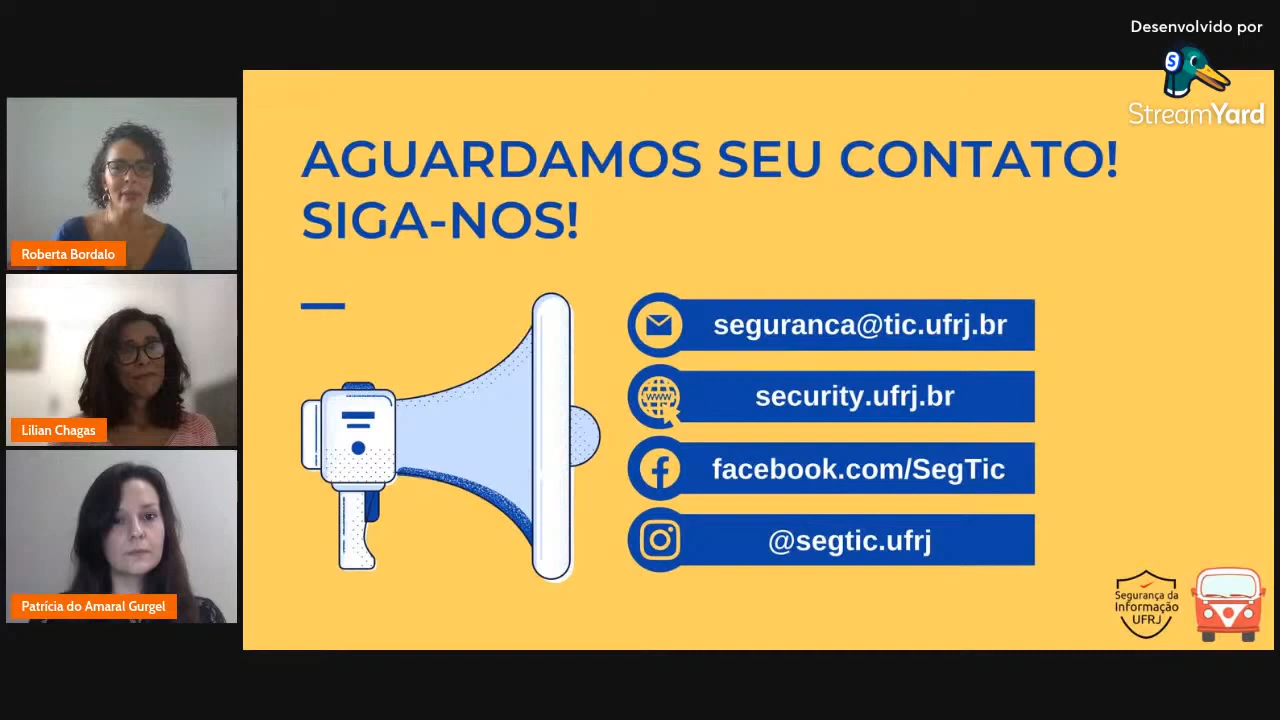 Desenvolvido por
StreamYard
Roberta Bordalo
Lilian Chagas
Patrícia do Amaral Gurgel
AGUARDAMOS SEU CONTATO!
SIGA-NOS!
seguranca@tic.ufrj.br
WWW
security.ufrj.br
facebook.com/SegTic
@segtic.ufrj
Segurança da
Informação
UFRJ